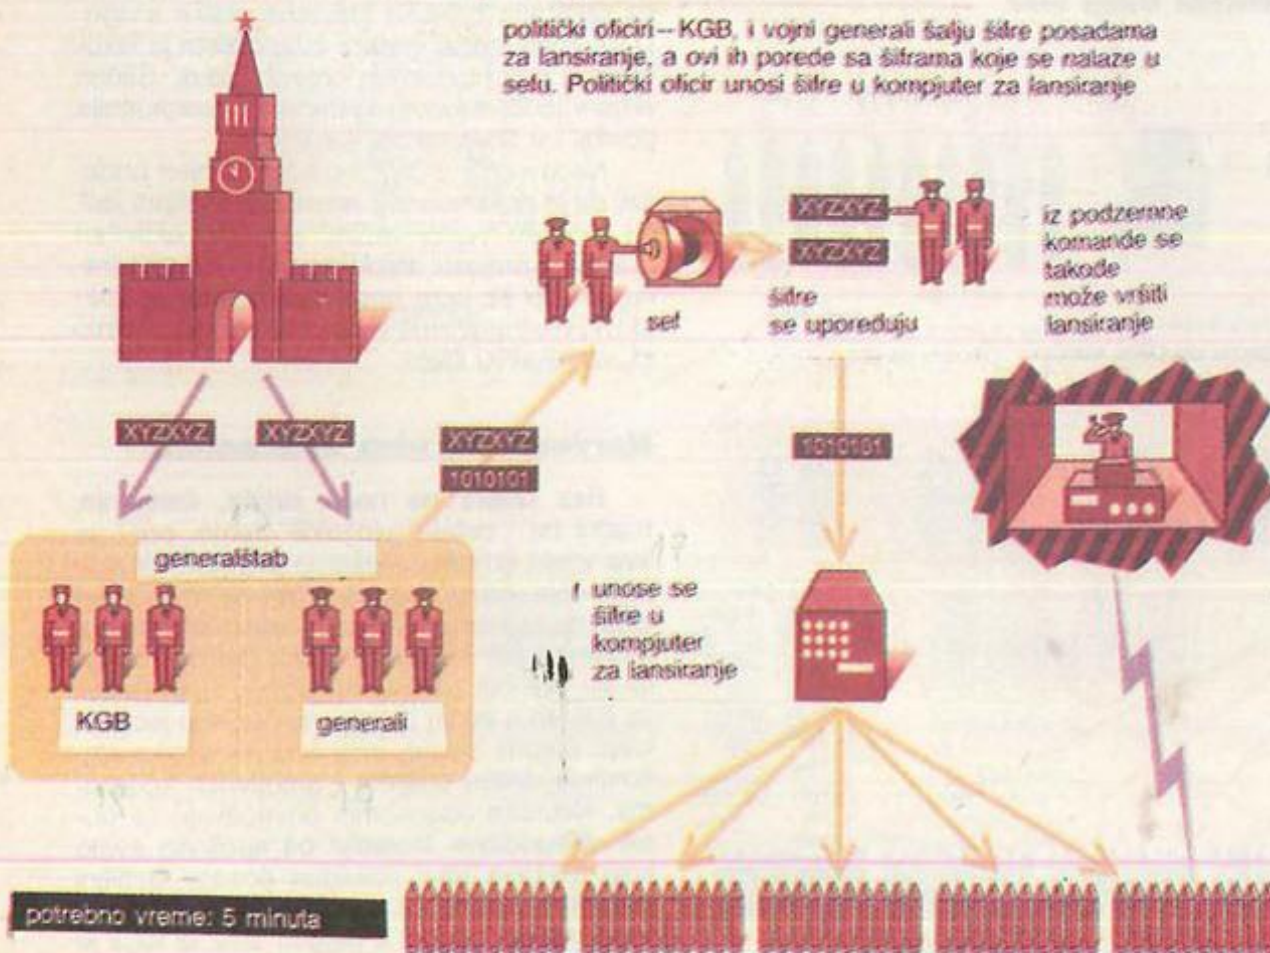 politički oficiri — KGB, i vojni generali šalju šifre posadama
za lansiranje, a ovi ih porede sa šiframa koje se nalaze u
sefu. Politički oficir unosi šifre u kompjuter za lansiranje
XYZXYZ
XYZXYZ
sef
šifre
se upoređuju
iz podzemne
komande se
takođe
može vršiti
lansiranje
XYZXYZ
XYZXYZ
XYZXYZ
1010101
1010101
generalštab
KGB
generali
unose se
šifre u
kompjuter
za lansiranje
potrebno vreme: 5 minuta